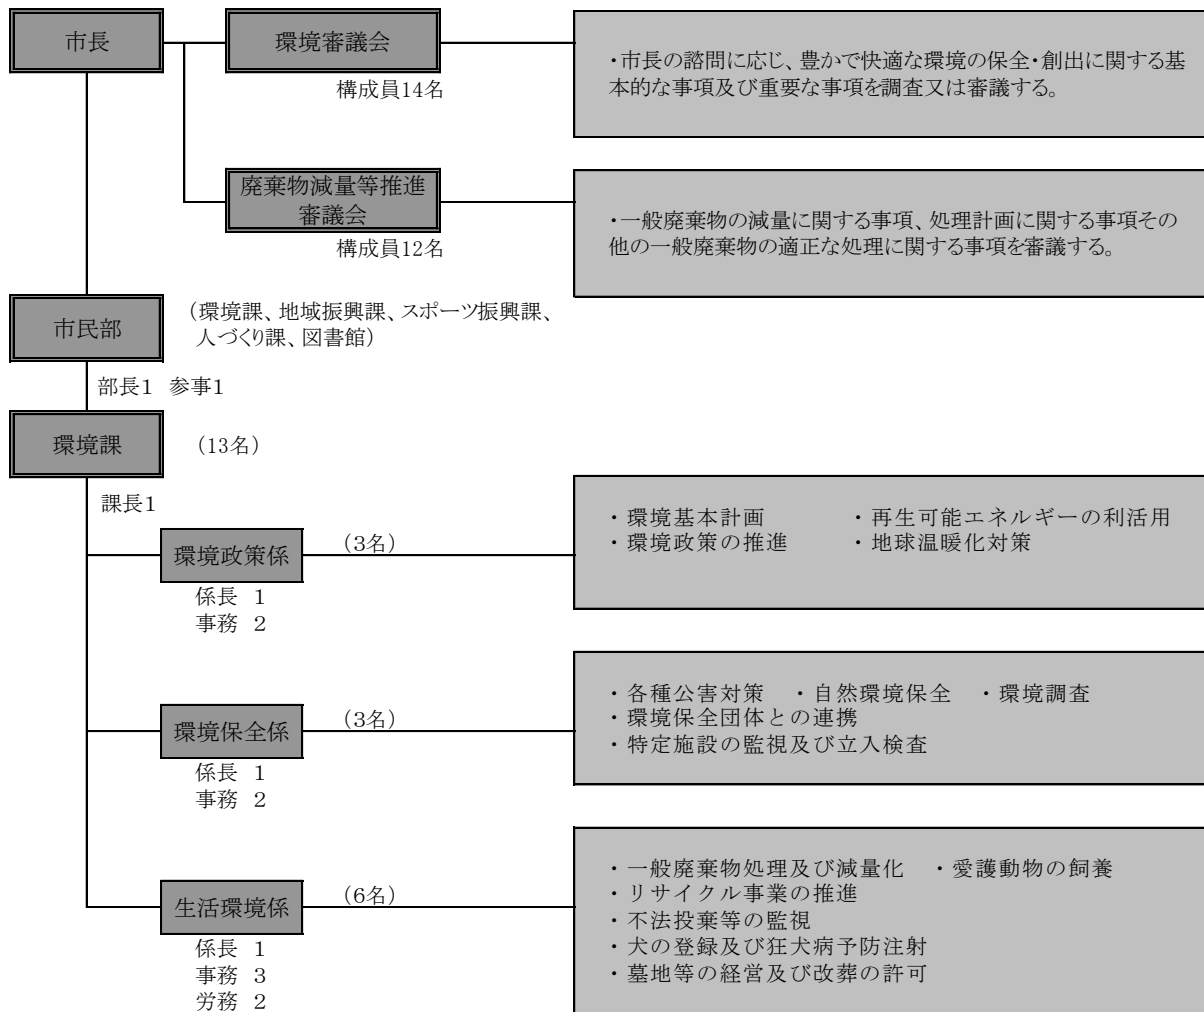 市長
環境審議会
・市長の諮問に応じ、豊かで快適な環境の保全・創出に関する基
本的な事項及び重要な事項を調査又は審議する。
構成員14名
廃棄物減量等推進
審議会
・一般廃棄物の減量に関する事項、処理計画に関する事項その
他の一般廃棄物の適正な処理に関する事項を審議する。
構成員12名
市民部
（環境課、地域振興課、スポーツ振興課、
人づくり課、図書館）
部長１ 参事１
環境課
（13名）
課長１
環境政策係
（3名）
・環境基本計画 ・再生可能エネルギーの利活用
・環境政策の推進 ・地球温暖化対策
係長 １
事務 ２
環境保全係
（3名）
・各種公害対策 ・自然環境保全 ・環境調査
・環境保全団体との連携
・特定施設の監視及び立入検査
係長 １
事務 ２
生活環境係
（6名）
・一般廃棄物処理及び減量化 ・愛護動物の飼養
・リサイクル事業の推進
・不法投棄等の監視
・犬の登録及び狂犬病予防注射
・墓地等の経営及び改葬の許可
係長 １
事務 ３
労務 ２